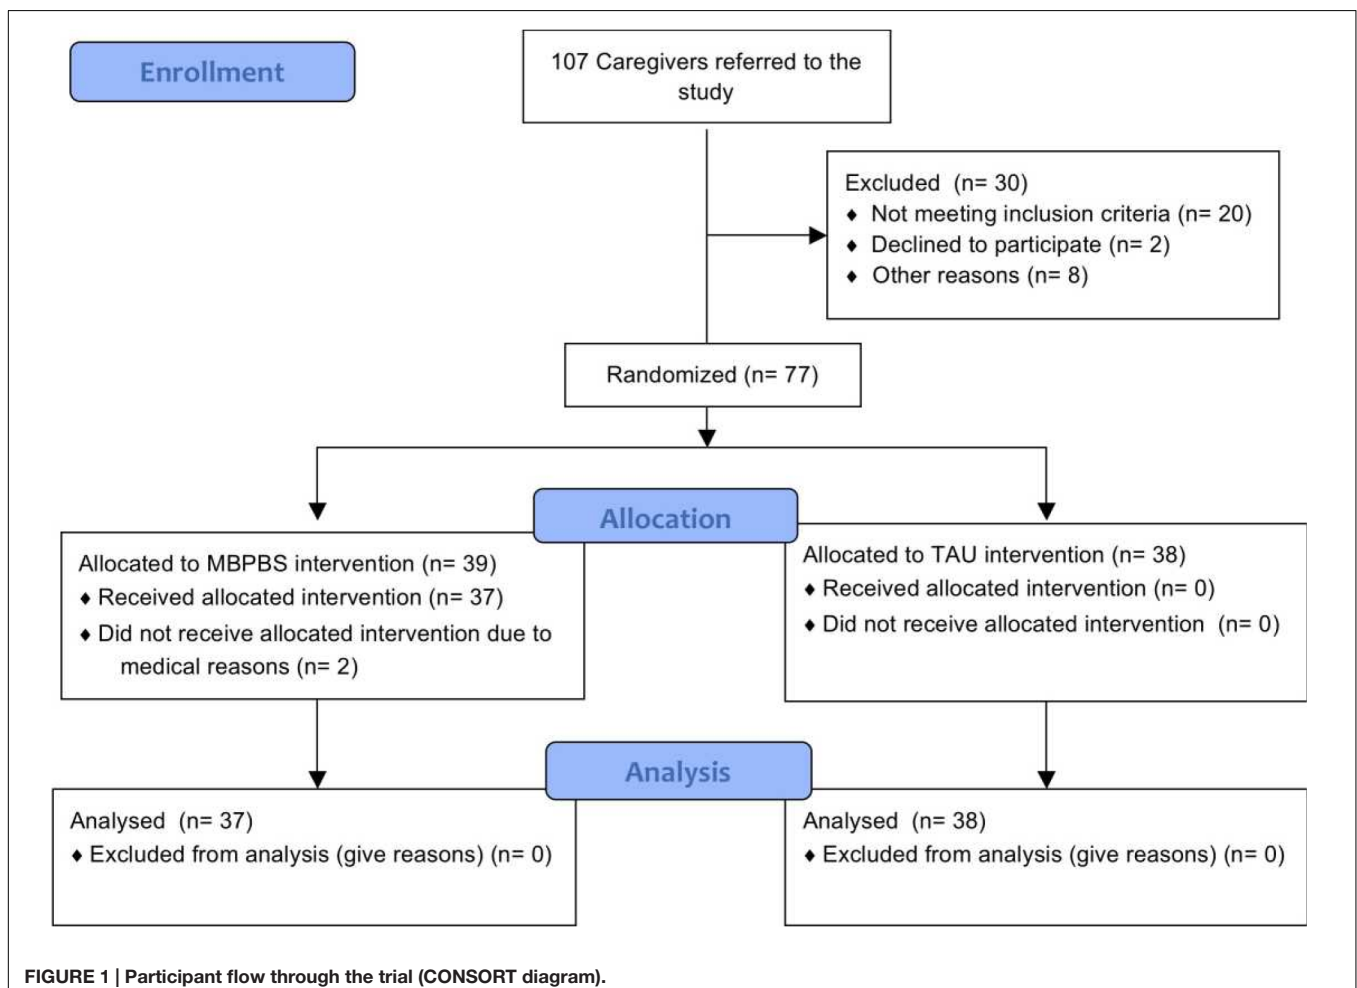 Enrollment
107 Caregivers referred to the
study
Excluded (n= 30)
♦ Not meeting inclusion criteria (n= 20)
♦ Declined to participate (n= 2)
♦ Other reasons (n= 8)
Randomized (n= 77)
Allocation
Allocated to MBPBS intervention (n= 39)
♦ Received allocated intervention (n= 37)
♦ Did not receive allocated intervention due to
medical reasons (n= 2)
Allocated to TAU intervention (n= 38)
♦ Received allocated intervention (n= 0)
♦ Did not receive allocated intervention (n= 0)
Analysis
Analysed (n= 37)
♦ Excluded from analysis (give reasons) (n= 0)
Analysed (n= 38)
♦ Excluded from analysis (give reasons) (n= 0)
FIGURE 1 | Participant flow through the trial (CONSORT diagram).